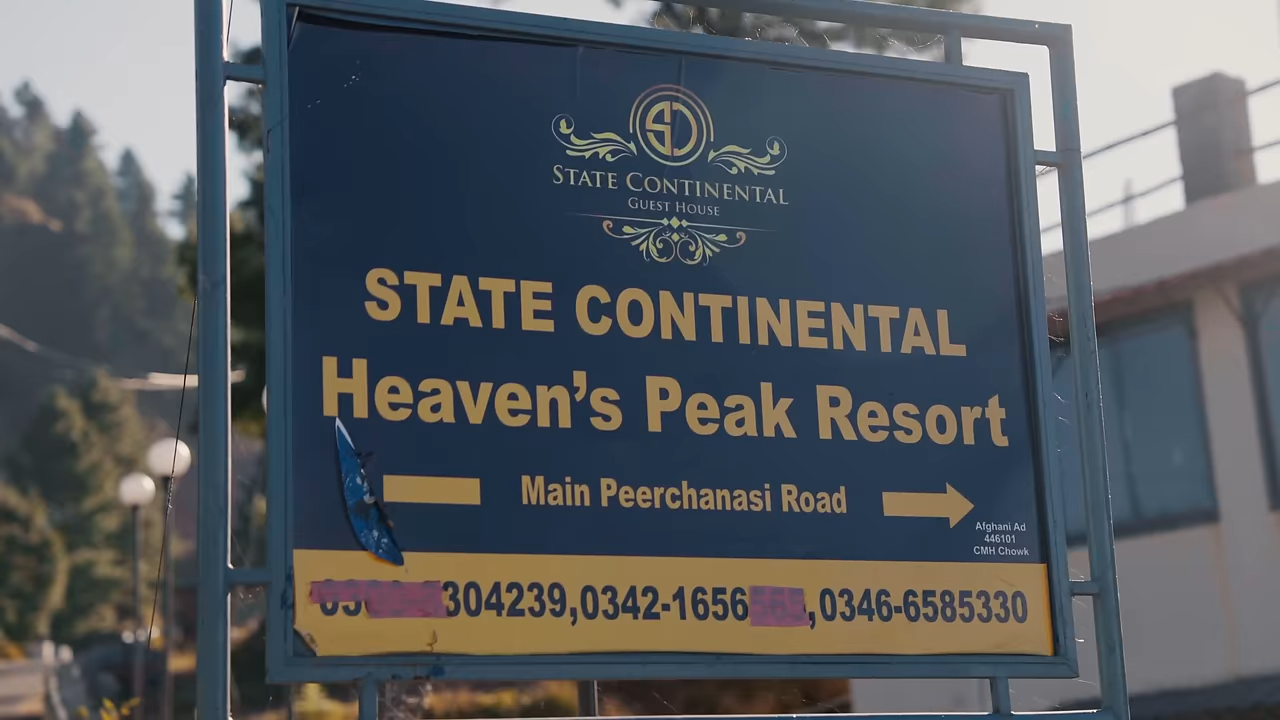 SC
STATE CONTINENTAL
GUEST HOUSE
STATE CONTINENTAL
Heaven's Peak Resort
Main Peerchanasi Road
Afghani Ad
446101
CMH Chowk
304239,0342-1656 ,0346-6585330